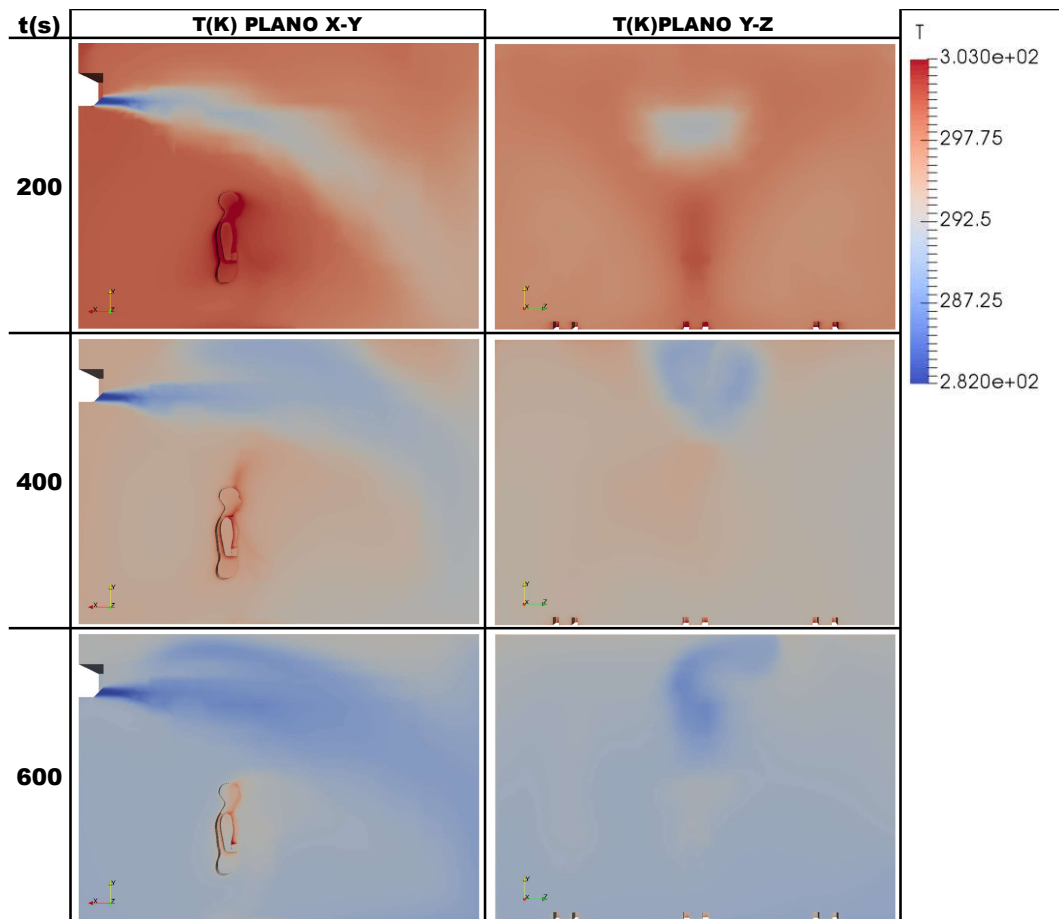 t(s) T(K) PLANO X-Y T(K)PLANO Y-Z
T
3.030e+02
297.75
292.5
287.25
2.820e+02
200
Y
X Z
Y
X Z
400
Y
X Z
Y
X Z
600
Y
X Z
Y
X Z